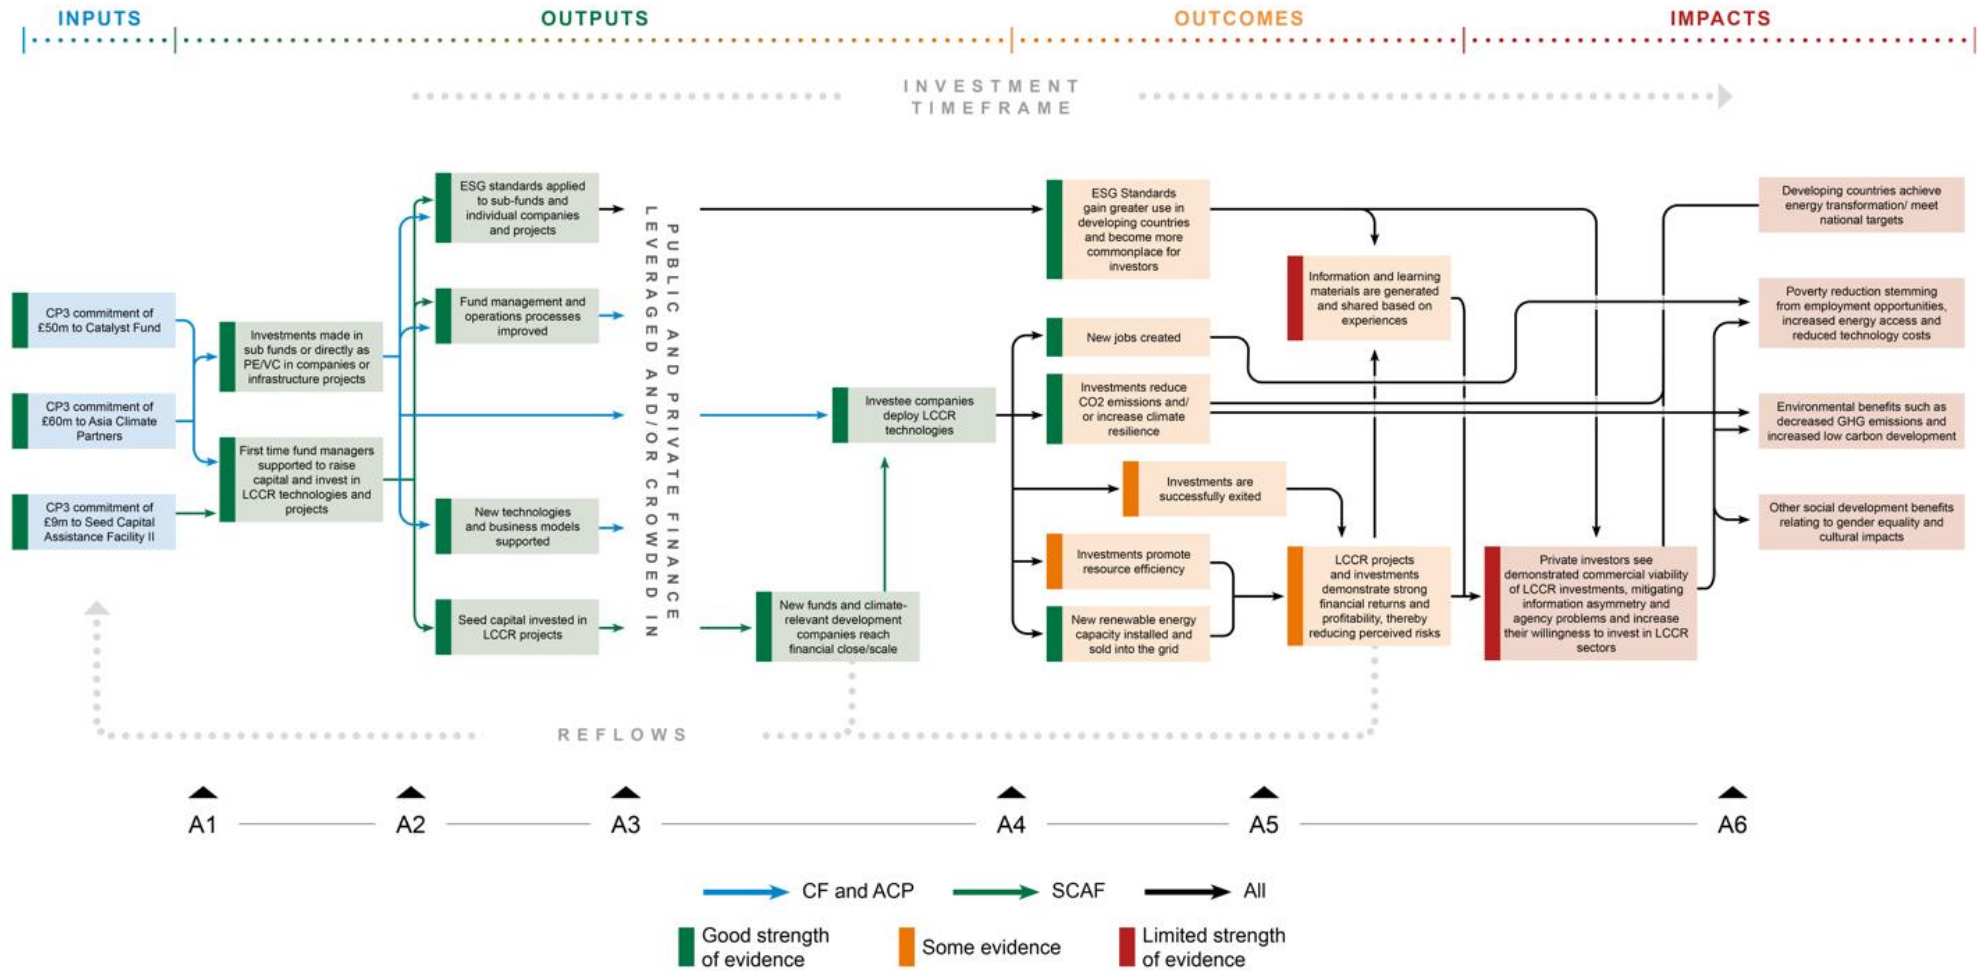 INPUTS
OUTPUTS
OUTCOMES
IMPACTS
INVESTMENT
TIMEFRAME
CP3 commitment of
£50m to Catalyst Fund
CP3 commitment of
£60m to Asia Climate
Partners
CP3 commitment of
£9m to Seed Capital
Assistance Facility II
Investments made in
sub funds or directly as
PE/VC in companies or
infrastructure projects
First time fund managers
supported to raise
capital and invest in
LCCR technologies and
projects
ESG standards applied
to sub-funds and
individual companies
and projects
Fund management and
operations processes
improved
New technologies
and business models
supported
Seed capital invested in
LCCR projects
PUBLIC AND PRIVATE FINANCE
LEVERAGED AND/OR CROWDED IN
Investee companies
deploy LCCR
technologies
New funds and climate-
relevant development
companies reach
financial close/scale
ESG Standards
gain greater use in
developing countries
and become more
commonplace for
investors
New jobs created
Investments reduce
CO2 emissions and/
or increase climate
resilience
Investments are
successfully exited
Investments promote
resource efficiency
New renewable energy
capacity installed and
sold into the grid
Information and learning
materials are generated
and shared based on
experiences
LCCR projects
and investments
demonstrate strong
financial returns and
profitability, thereby
reducing perceived risks
Private investors see
demonstrated commercial viability
of LCCR investments, mitigating
information asymmetry and
agency problems and increase
their willingness to invest in LCCR
sectors
Developing countries achieve
energy transformation/ meet
national targets
Poverty reduction stemming
from employment opportunities,
increased energy access and
reduced technology costs
Environmental benefits such as
decreased GHG emissions and
increased low carbon development
Other social development benefits
relating to gender equality and
cultural impacts
REFLOWS
A1
A2
A3
A4
A5
A6
CF and ACP
SCAF
All
Good strength
of evidence
Some evidence
Limited strength
of evidence